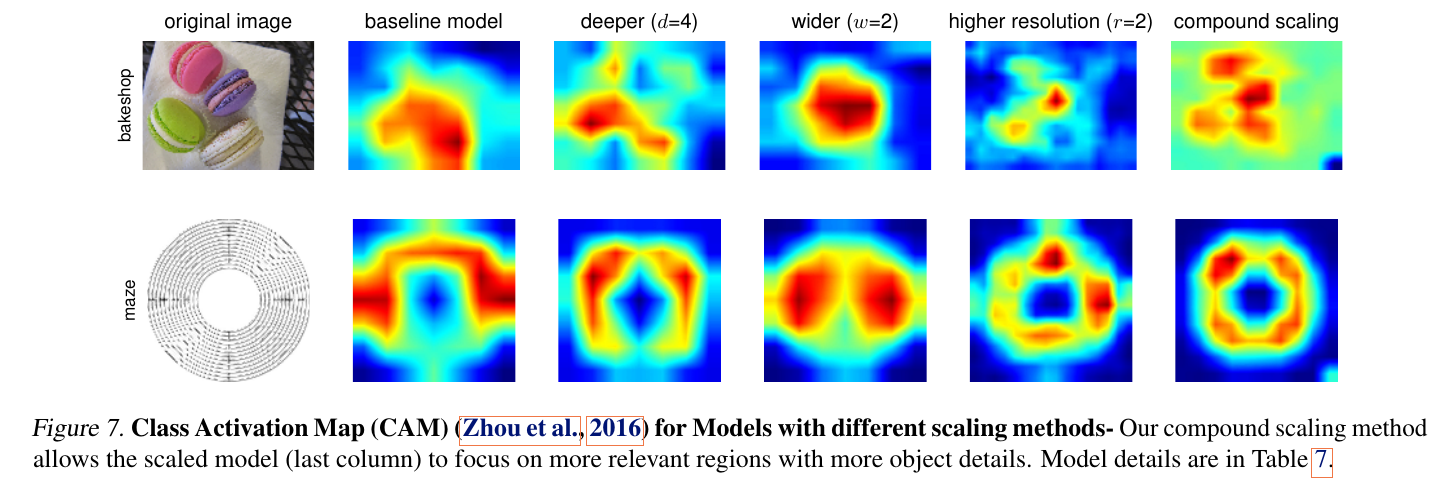 original image baseline model deeper (d=4) wider (w=2) higher resolution (r=2) compound scaling
bakeshop
maze
Figure 7. Class Activation Map (CAM) (Zhou et al., 2016) for Models with different scaling methods- Our compound scaling method
allows the scaled model (last column) to focus on more relevant regions with more object details. Model details are in Table 7.